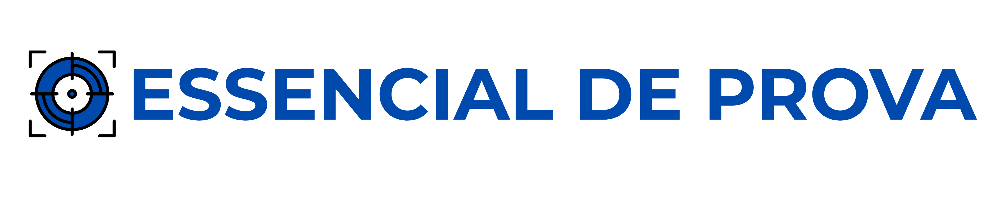 ESSENCIAL DE PROVA